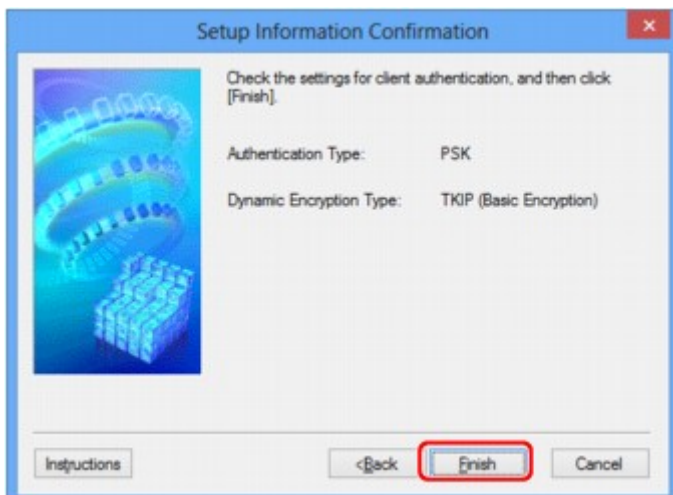 Setup Information Confirmation
Check the settings for client authentication, and then click
[Finish].
Authentication Type: PSK
Dynamic Encryption Type: TKIP (Basic Encryption)
Instructions <Back Finish Cancel